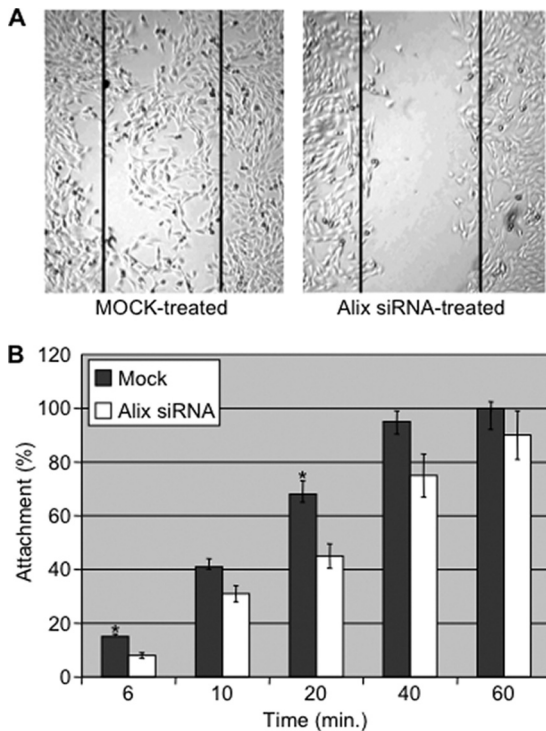 A
MOCK-treated
Alix siRNA-treated
B
120
100
80
60
40
20
0
Attachment (%)
Mock
Alix siRNA
*
*
6 10 20 40 60
Time (min.)